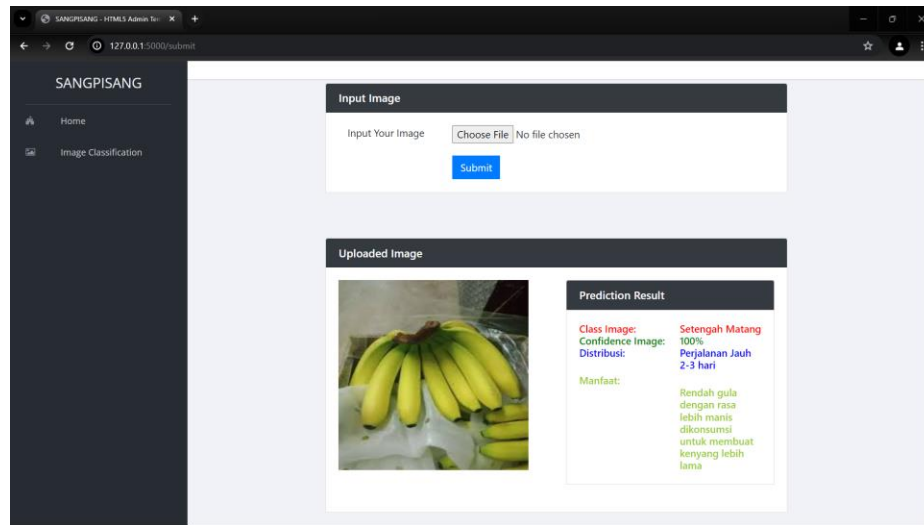 SANGPISANG - HTML5 Admin Tem
127.0.0.1:5000/submit
SANGPISANG
Home
Image Classification
Input Image
Input Your Image
Choose File No file chosen
Submit
Uploaded Image
Prediction Result
Class Image: Setengah Matang
Confidence Image: 100%
Distribusi: Perjalanan Jauh
2-3 hari
Manfaat:
Rendah gula
dengan rasa
lebih manis
dikonsumsi
untuk membuat
kenyang lebih
lama